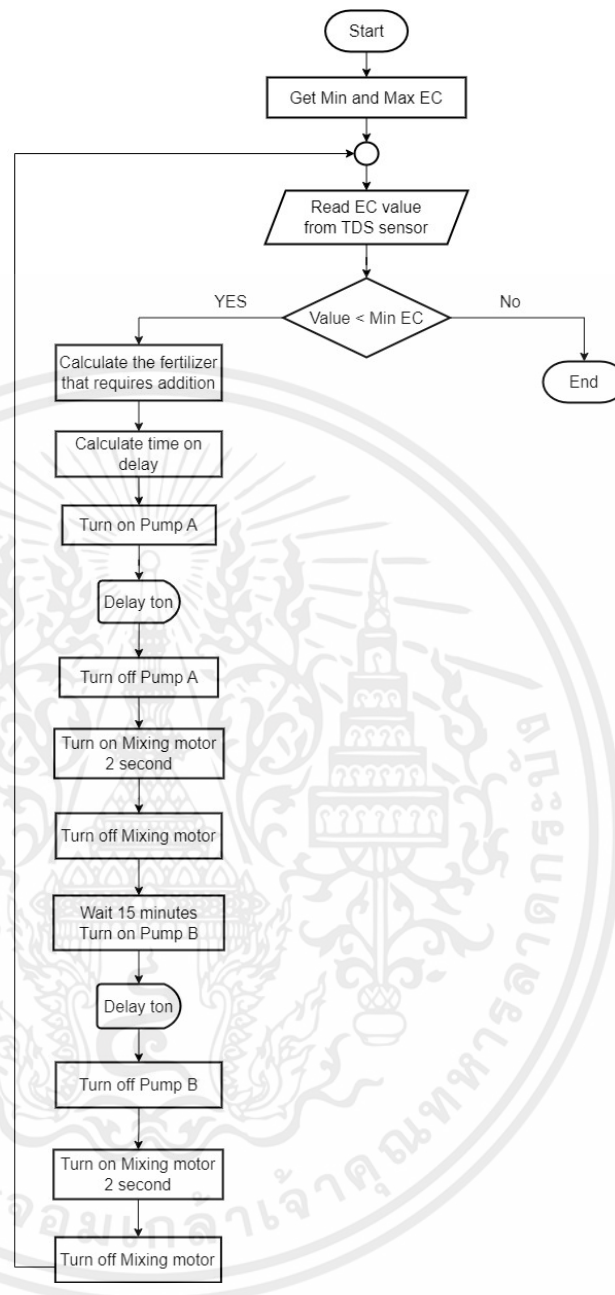 Start
Get Min and Max EC
Read EC value
from TDS sensor
Value < Min EC
YES
No
End
Calculate the fertilizer
that requires addition
Calculate time on
delay
Turn on Pump A
Delay ton
Turn off Pump A
Turn on Mixing motor
2 second
Turn off Mixing motor
Wait 15 minutes
Turn on Pump B
Delay ton
Turn off Pump B
Turn on Mixing motor
2 second
Turn off Mixing motor